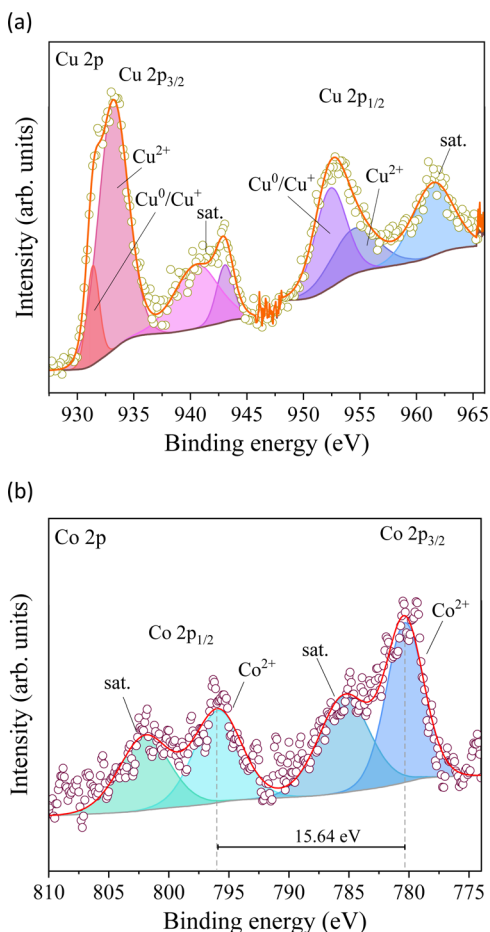 (a)
Cu 2p
Cu 2p3/2
Cu 2p1/2
Cu2+
Cu0/Cu+
sat.
Cu0/Cu+
Cu2+
sat.
Intensity (arb. units)
930 935 940 945 950 955 960 965
Binding energy (eV)
(b)
Co 2p
Co 2p3/2
Co 2p1/2
Co2+
sat.
Co2+
sat.
15.64 eV
Intensity (arb. units)
810 805 800 795 790 785 780 775
Binding energy (eV)